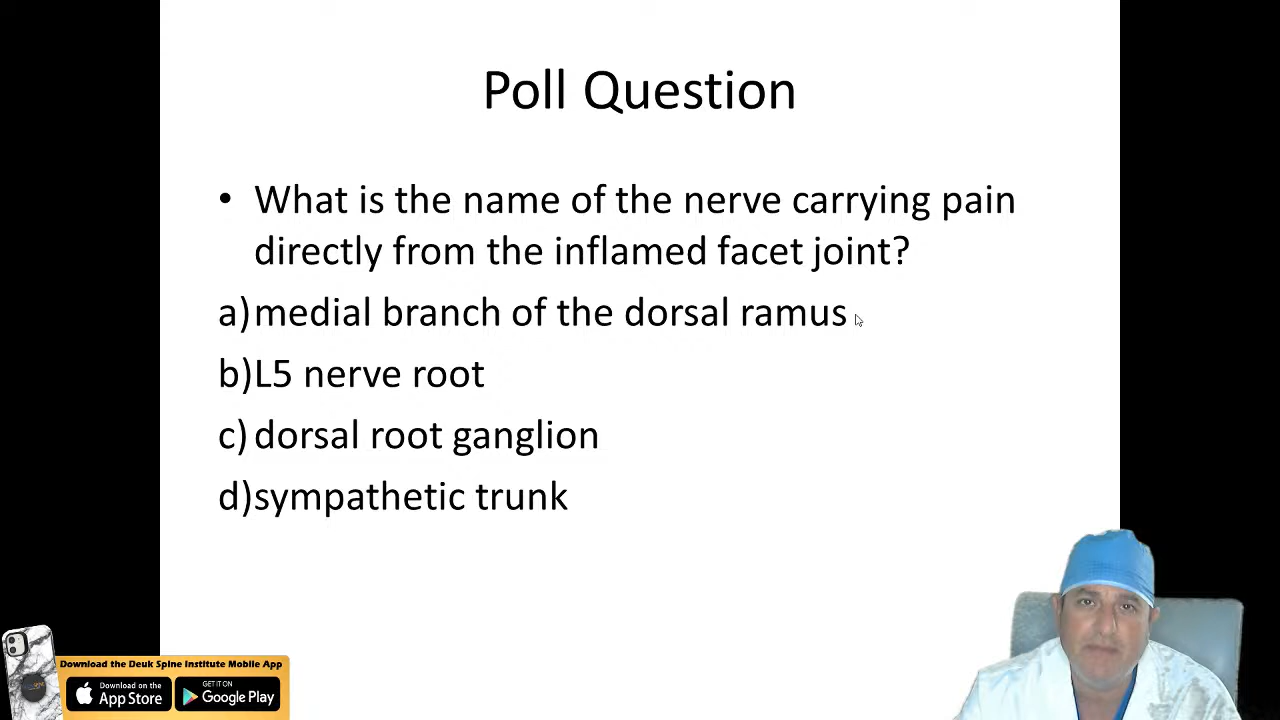 Poll Question
• What is the name of the nerve carrying pain
directly from the inflamed facet joint?
a) medial branch of the dorsal ramus
b) L5 nerve root
c) dorsal root ganglion
d) sympathetic trunk
Download the Deuk Spine Institute Mobile App
Download on the
App Store
GET IT ON
Google Play